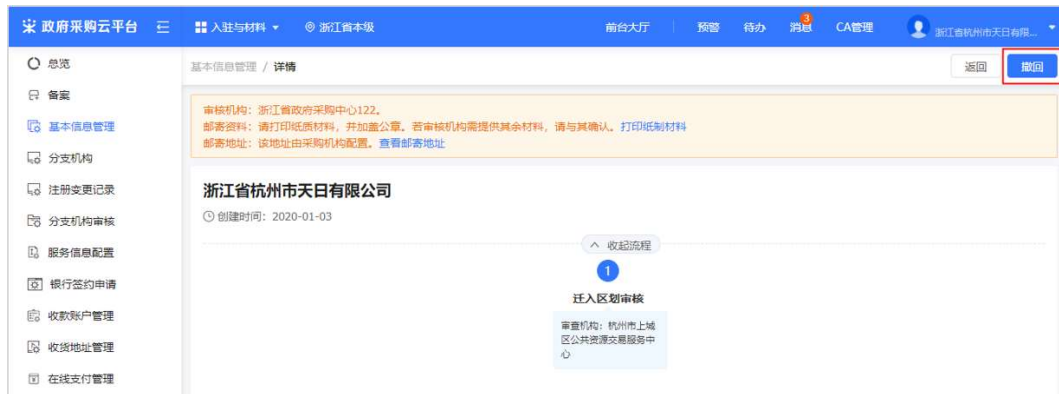 政府采购云平台
入驻与材料
浙江省本级
前台大厅
预警
待办
消息
3
CA管理
浙江省杭州市天日有限...
总览
备案
基本信息管理
分支机构
注册变更记录
分支机构审核
服务信息配置
银行签约申请
收款账户管理
收货地址管理
在线支付管理
基本信息管理 / 详情
返回
撤回
审核机构：浙江省政府采购中心122。
邮寄资料：请打印纸质材料，并加盖公章。若审核机构需提供其余材料，请与其确认。打印纸制材料
邮寄地址：该地址由采购机构配置。查看邮寄地址
浙江省杭州市天日有限公司
创建时间：2020-01-03
收起流程
1
迁入区划审核
审查机构：杭州市上城
区公共资源交易服务中
心